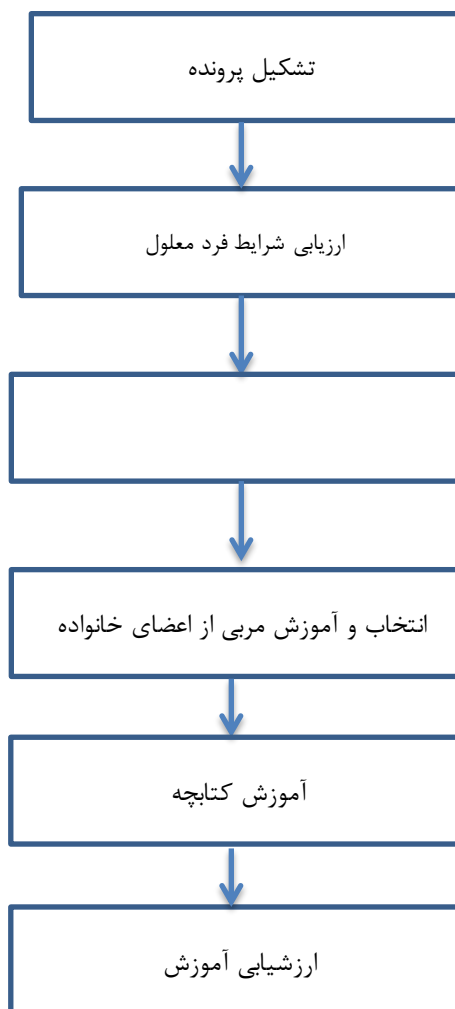 تشکیل پرونده
ارزیابی شرایط فرد معلول
انتخاب و آموزش مربی از اعضای خانواده
آموزش کتابچه
ارزشیابی آموزش